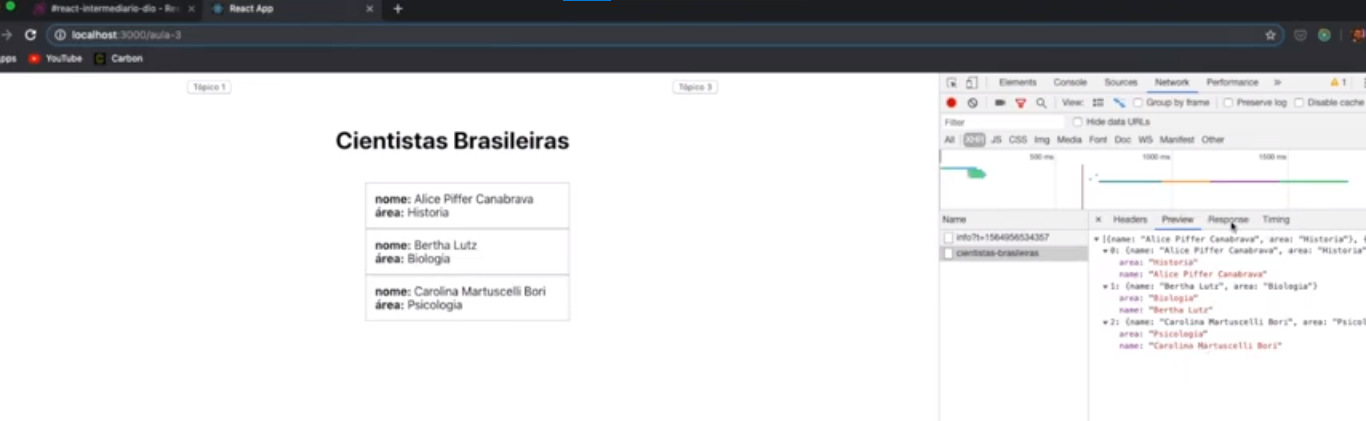 #react-intermediario-dio - Re
React App
localhost:3000/aula-3
pps YouTube Carbon
Tópico 1
Tópico 3
Cientistas Brasileiras
nome: Alice Piffer Canabrava
área: Historia
nome: Bertha Lutz
área: Biologia
nome: Carolina Martuscelli Bori
área: Psicologia
Elements Console Sources Network Performance » 1
View: Group by frame Preserve log Disable cache
Filter Hide data URLs
All XHR JS CSS Img Media Font Doc WS Manifest Other
500 ms 1000 ms 1500 ms
Name × Headers Preview Response Timing
info?t=1564956534357
cientistas-brasileiras
[{name: "Alice Piffer Canabrava", area: "Historia"}, {
0: {name: "Alice Piffer Canabrava", area: "Historia"
area: "Historia"
name: "Alice Piffer Canabrava"
1: {name: "Bertha Lutz", area: "Biologia"}
area: "Biologia"
name: "Bertha Lutz"
2: {name: "Carolina Martuscelli Bori", area: "Psicol
area: "Psicologia"
name: "Carolina Martuscelli Bori"